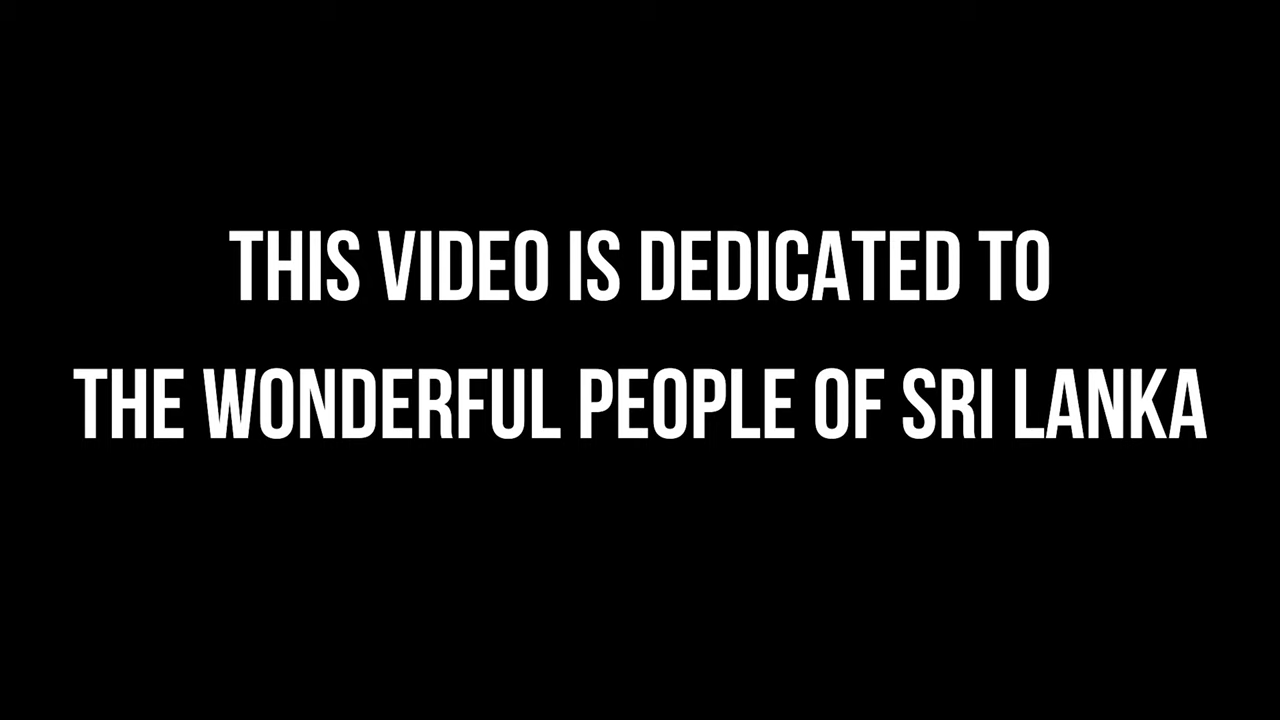 THIS VIDEO IS DEDICATED TO
THE WONDERFUL PEOPLE OF SRI LANKA